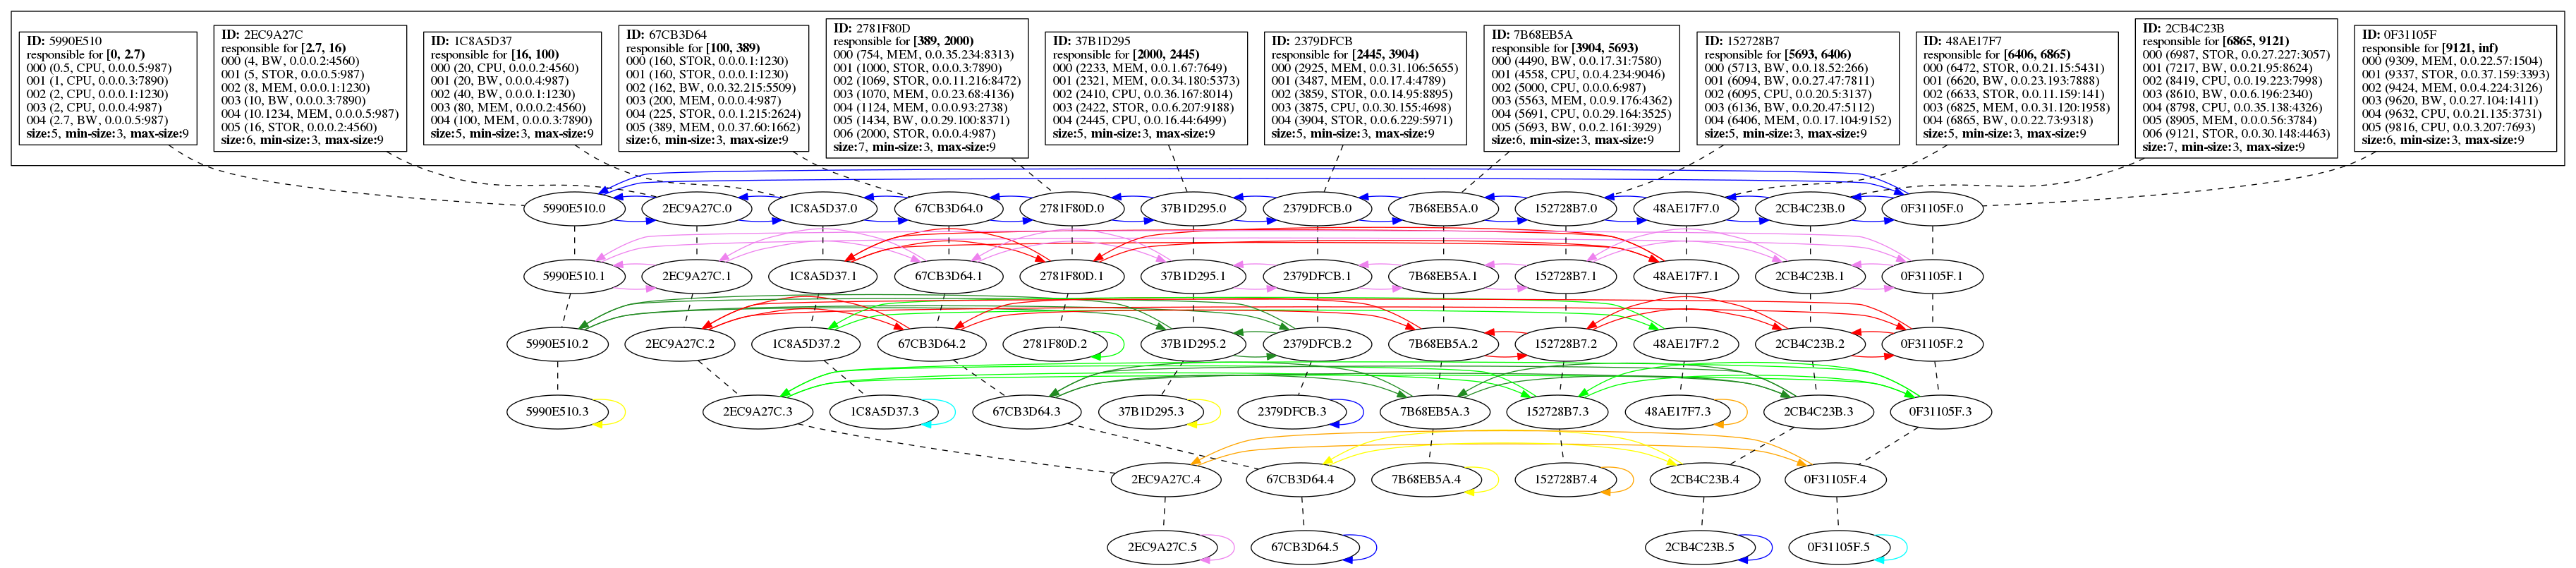 ID: 5990E510
responsible for [0, 2.7)
000 (0.5, CPU, 0.0.0.5:987)
001 (1, CPU, 0.0.0.3:7890)
002 (2, CPU, 0.0.0.1:1230)
003 (2, CPU, 0.0.0.4:987)
004 (2.7, BW, 0.0.0.5:987)
size:5, min-size:3, max-size:9
ID: 2EC9A27C
responsible for [2.7, 16)
000 (4, BW, 0.0.0.2:4560)
001 (5, STOR, 0.0.0.5:987)
002 (8, MEM, 0.0.0.1:1230)
003 (10, BW, 0.0.0.3:7890)
004 (10.1234, MEM, 0.0.0.5:987)
005 (16, STOR, 0.0.0.2:4560)
size:6, min-size:3, max-size:9
ID: 1C8A5D37
responsible for [16, 100)
000 (20, CPU, 0.0.0.2:4560)
001 (20, BW, 0.0.0.4:987)
002 (40, BW, 0.0.0.1:1230)
003 (80, MEM, 0.0.0.2:4560)
004 (100, MEM, 0.0.0.3:7890)
size:5, min-size:3, max-size:9
ID: 67CB3D64
responsible for [100, 389)
000 (160, STOR, 0.0.0.1:1230)
001 (160, STOR, 0.0.0.1:1230)
002 (162, BW, 0.0.32.215:5509)
003 (200, MEM, 0.0.0.4:987)
004 (225, STOR, 0.0.1.215:2624)
005 (389, MEM, 0.0.37.60:1662)
size:6, min-size:3, max-size:9
ID: 2781F80D
responsible for [389, 2000)
000 (754, MEM, 0.0.35.234:8313)
001 (1000, STOR, 0.0.0.3:7890)
002 (1069, STOR, 0.0.11.216:8472)
003 (1070, MEM, 0.0.23.68:4136)
004 (1124, MEM, 0.0.0.93:2738)
005 (1434, BW, 0.0.29.100:8371)
006 (2000, STOR, 0.0.0.4:987)
size:7, min-size:3, max-size:9
ID: 37B1D295
responsible for [2000, 2445)
000 (2233, MEM, 0.0.1.67:7649)
001 (2321, MEM, 0.0.34.180:5373)
002 (2410, CPU, 0.0.36.167:8014)
003 (2422, STOR, 0.0.6.207:9188)
004 (2445, CPU, 0.0.16.44:6499)
size:5, min-size:3, max-size:9
ID: 2379DFCB
responsible for [2445, 3904)
000 (2925, MEM, 0.0.31.106:5655)
001 (3487, MEM, 0.0.17.4:4789)
002 (3859, STOR, 0.0.14.95:8895)
003 (3875, CPU, 0.0.30.155:4698)
004 (3904, STOR, 0.0.6.229:5971)
size:5, min-size:3, max-size:9
ID: 7B68EB5A
responsible for [3904, 5693)
000 (4490, BW, 0.0.17.31:7580)
001 (4558, CPU, 0.0.4.234:9046)
002 (5000, CPU, 0.0.0.6:987)
003 (5563, MEM, 0.0.9.176:4362)
004 (5691, CPU, 0.0.29.164:3525)
005 (5693, BW, 0.0.2.161:3929)
size:6, min-size:3, max-size:9
ID: 152728B7
responsible for [5693, 6406)
000 (5713, BW, 0.0.18.52:266)
001 (6094, BW, 0.0.27.47:7811)
002 (6095, CPU, 0.0.20.5:3137)
003 (6136, BW, 0.0.20.47:5112)
004 (6406, MEM, 0.0.17.104:9152)
size:5, min-size:3, max-size:9
ID: 48AE17F7
responsible for [6406, 6865)
000 (6472, STOR, 0.0.21.15:5431)
001 (6620, BW, 0.0.23.193:7888)
002 (6633, STOR, 0.0.11.159:141)
003 (6825, MEM, 0.0.31.120:1958)
004 (6865, BW, 0.0.22.73:9318)
size:5, min-size:3, max-size:9
ID: 2CB4C23B
responsible for [6865, 9121)
000 (6987, STOR, 0.0.27.227:3057)
001 (7217, BW, 0.0.21.95:8624)
002 (8419, CPU, 0.0.19.223:7998)
003 (8610, BW, 0.0.6.196:2340)
004 (8798, CPU, 0.0.35.138:4326)
005 (8905, MEM, 0.0.0.56:3784)
006 (9121, STOR, 0.0.30.148:4463)
size:7, min-size:3, max-size:9
ID: 0F31105F
responsible for [9121, inf)
000 (9309, MEM, 0.0.22.57:1504)
001 (9337, STOR, 0.0.37.159:3393)
002 (9424, MEM, 0.0.4.224:3126)
003 (9620, BW, 0.0.27.104:1411)
004 (9632, CPU, 0.0.21.135:3731)
005 (9816, CPU, 0.0.3.207:7693)
size:6, min-size:3, max-size:9
5990E510.0
2EC9A27C.0
1C8A5D37.0
67CB3D64.0
2781F80D.0
37B1D295.0
2379DFCB.0
7B68EB5A.0
152728B7.0
48AE17F7.0
2CB4C23B.0
0F31105F.0
5990E510.1
2EC9A27C.1
1C8A5D37.1
67CB3D64.1
2781F80D.1
37B1D295.1
2379DFCB.1
7B68EB5A.1
152728B7.1
48AE17F7.1
2CB4C23B.1
0F31105F.1
5990E510.2
2EC9A27C.2
1C8A5D37.2
67CB3D64.2
2781F80D.2
37B1D295.2
2379DFCB.2
7B68EB5A.2
152728B7.2
48AE17F7.2
2CB4C23B.2
0F31105F.2
5990E510.3
2EC9A27C.3
1C8A5D37.3
67CB3D64.3
37B1D295.3
2379DFCB.3
7B68EB5A.3
152728B7.3
48AE17F7.3
2CB4C23B.3
0F31105F.3
2EC9A27C.4
67CB3D64.4
7B68EB5A.4
152728B7.4
2CB4C23B.4
0F31105F.4
2EC9A27C.5
67CB3D64.5
2CB4C23B.5
0F31105F.5